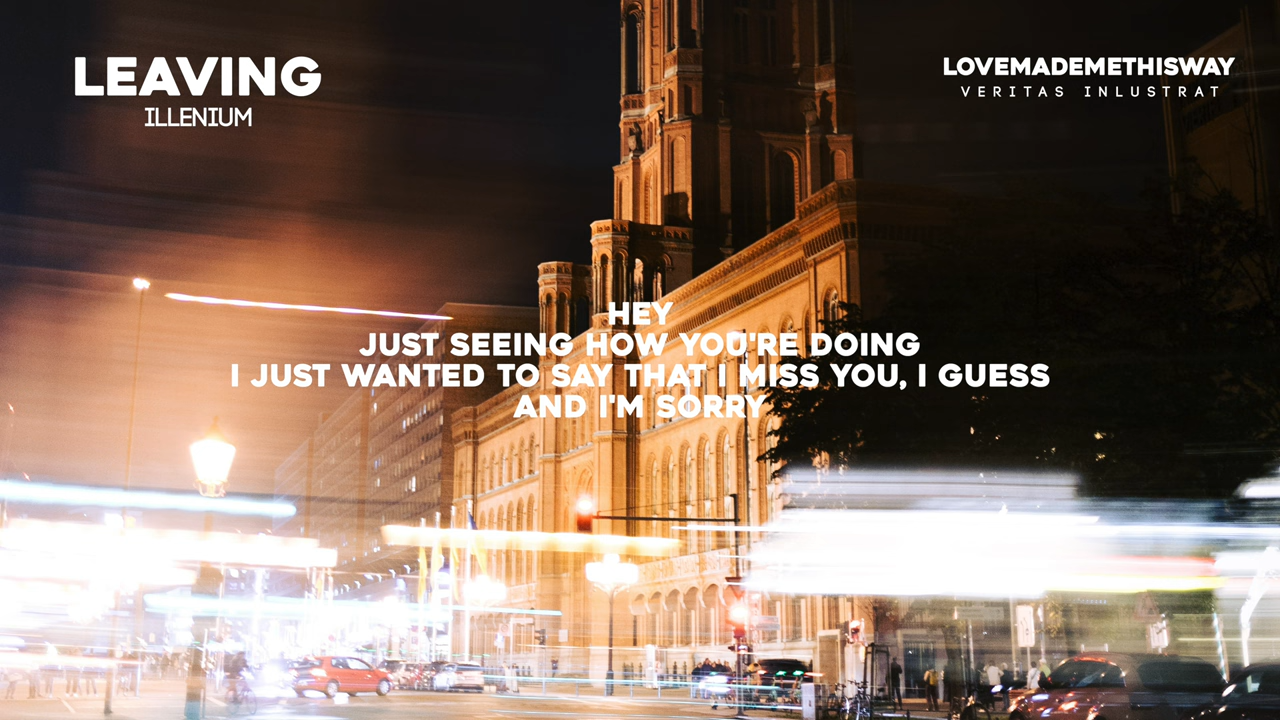 LEAVING
ILLENIUM
LOVEMADEMETHISWAY
VERITAS INLUSTRAT
HEY
JUST SEEING HOW YOU'RE DOING
I JUST WANTED TO SAY THAT I MISS YOU, I GUESS
AND I'M SORRY